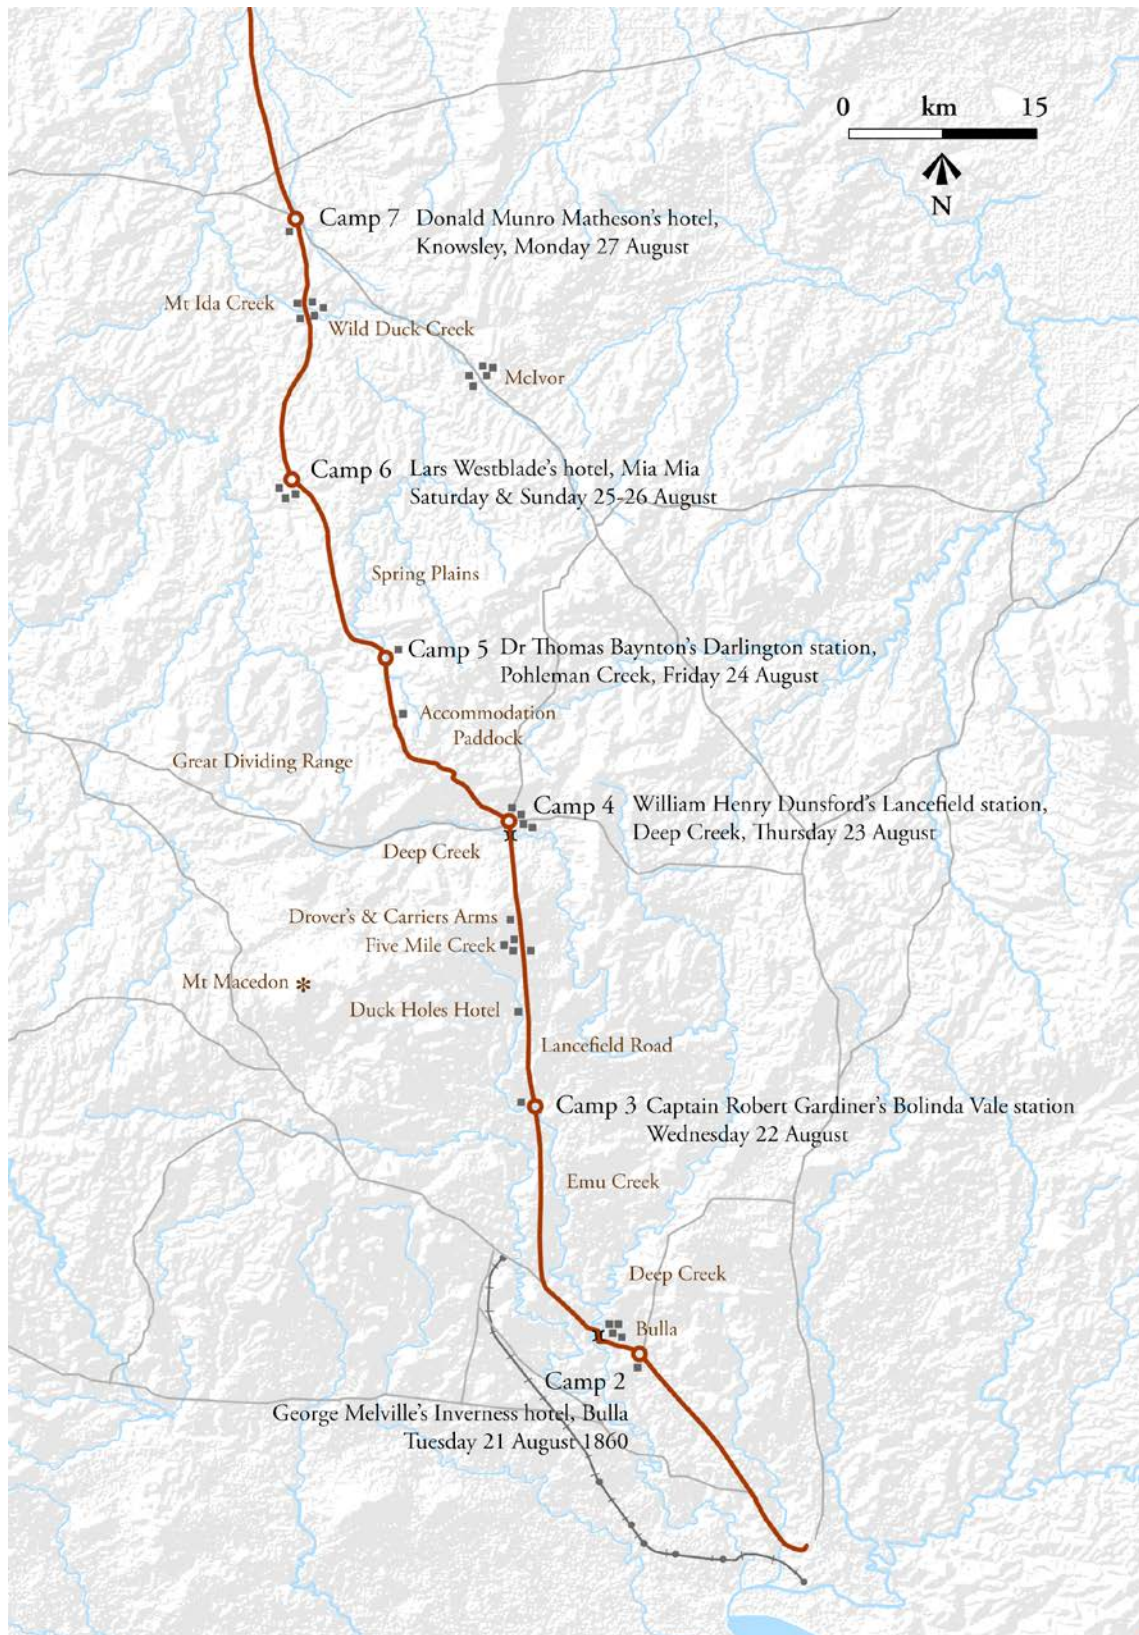 0 km 15
N
Camp 7 Donald Munro Matheson's hotel,
Knowsley, Monday 27 August
Mt Ida Creek
Wild Duck Creek
McIvor
Camp 6 Lars Westblade's hotel, Mia Mia
Saturday & Sunday 25-26 August
Spring Plains
Camp 5 Dr Thomas Baynton's Darlington station,
Pohleman Creek, Friday 24 August
Accommodation
Paddock
Great Dividing Range
Camp 4 William Henry Dunsford's Lancefield station,
Deep Creek, Thursday 23 August
Deep Creek
Drover's & Carriers Arms
Five Mile Creek
Mt Macedon
Duck Holes Hotel
Lancefield Road
Camp 3 Captain Robert Gardiner's Bolinda Vale station
Wednesday 22 August
Emu Creek
Deep Creek
Bulla
Camp 2
George Melville's Inverness hotel, Bulla
Tuesday 21 August 1860